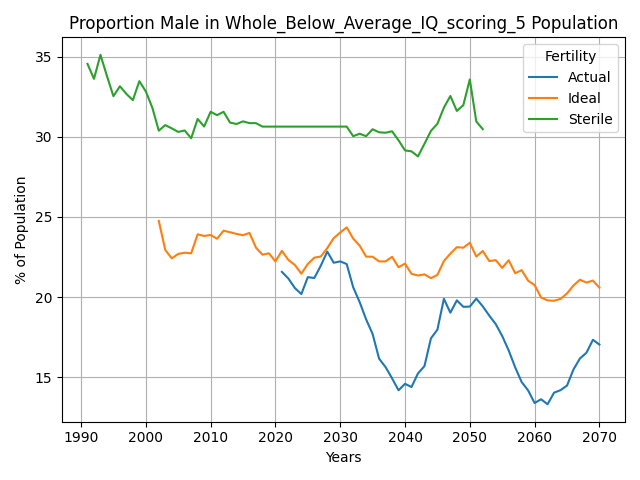 Proportion Male in Whole_Below_Average_IQ_scoring_5 Population
Fertility
Actual
Ideal
Sterile
% of Population
35
30
25
20
15
1990 2000 2010 2020 2030 2040 2050 2060 2070
Years